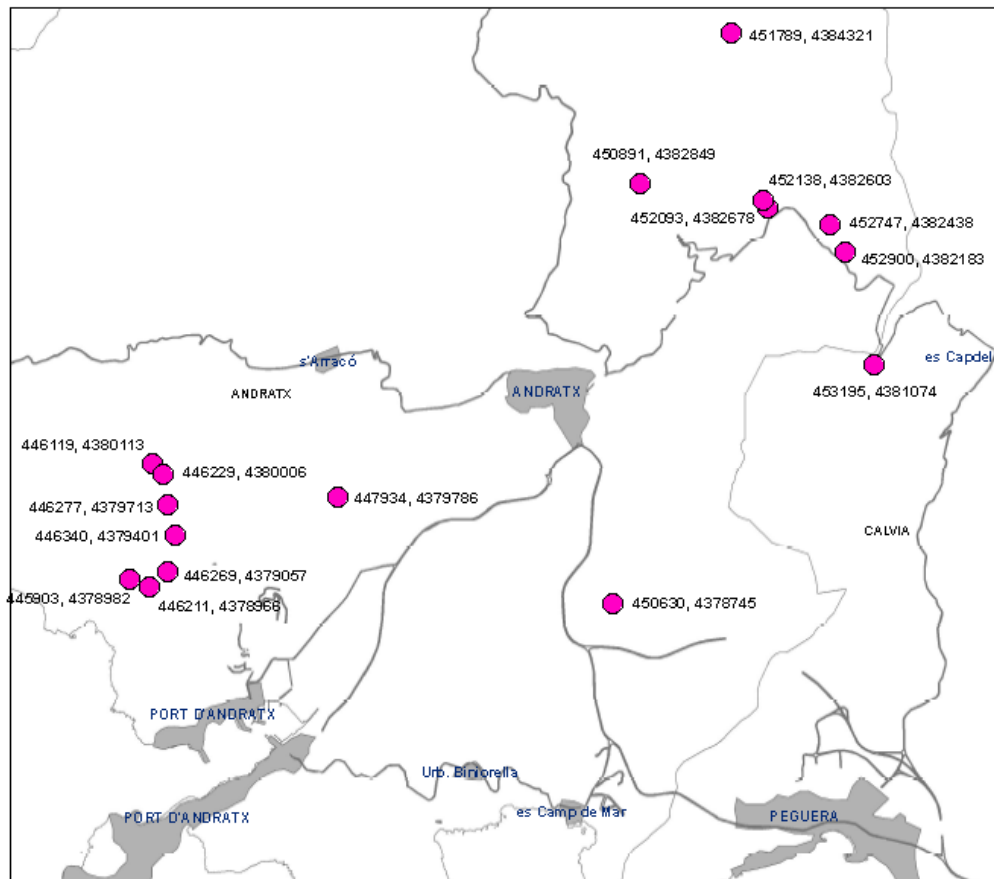 451789, 4384321
450891, 4382849
452138, 4382603
452093, 4382678
452747, 4382438
452900, 4382183
s'Arracó
es Capdel
ANDRATX
ANDRATX
453195, 4381074
446119, 4380113
446229, 4380006
447934, 4379786
446277, 4379713
446340, 4379401
CALVIA
446269, 4379057
445903, 4378982
446211, 4378966
450630, 4378745
PORT D'ANDRATX
Urb. Biniorella
es Camp de Mar
PORT D'ANDRATX
PEGUERA